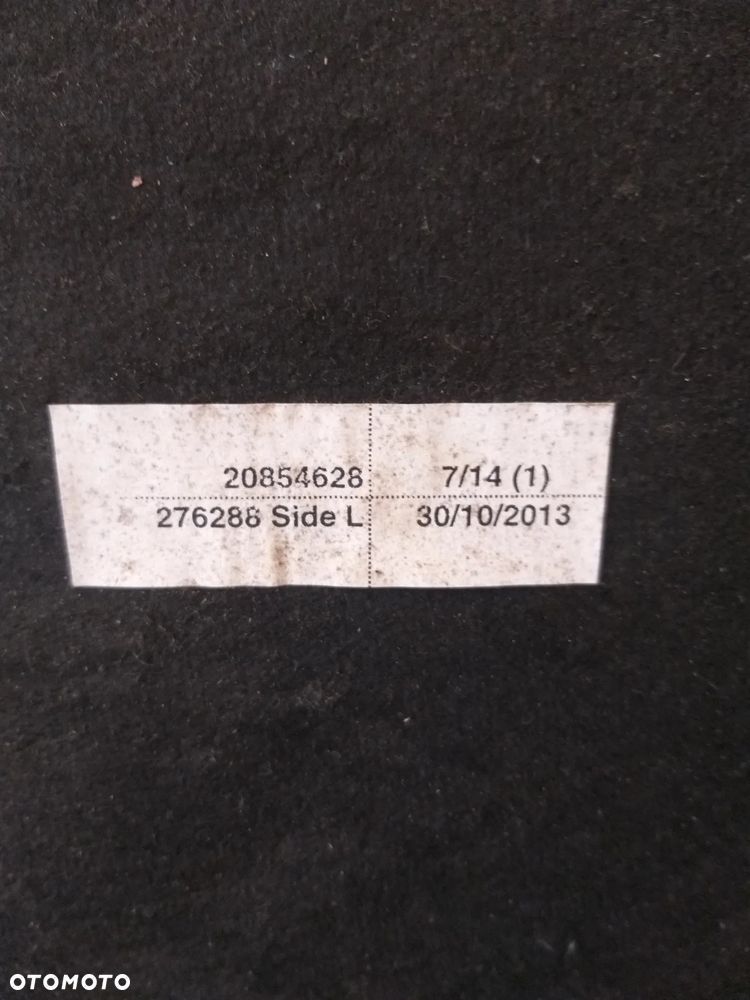 20854628 7/14 (1)
276288 Side L 30/10/2013
OTOMOTO